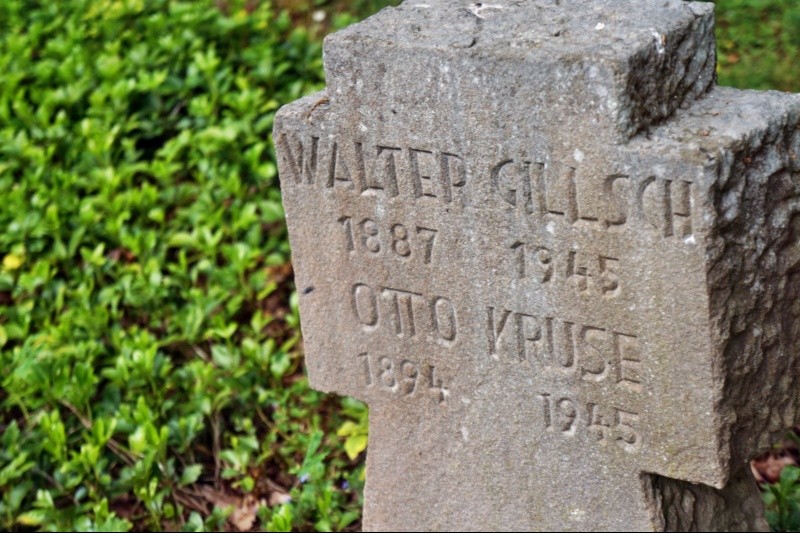 WALTER GILLSCH
1887 1945
OTTO KRUSE
1894 1945